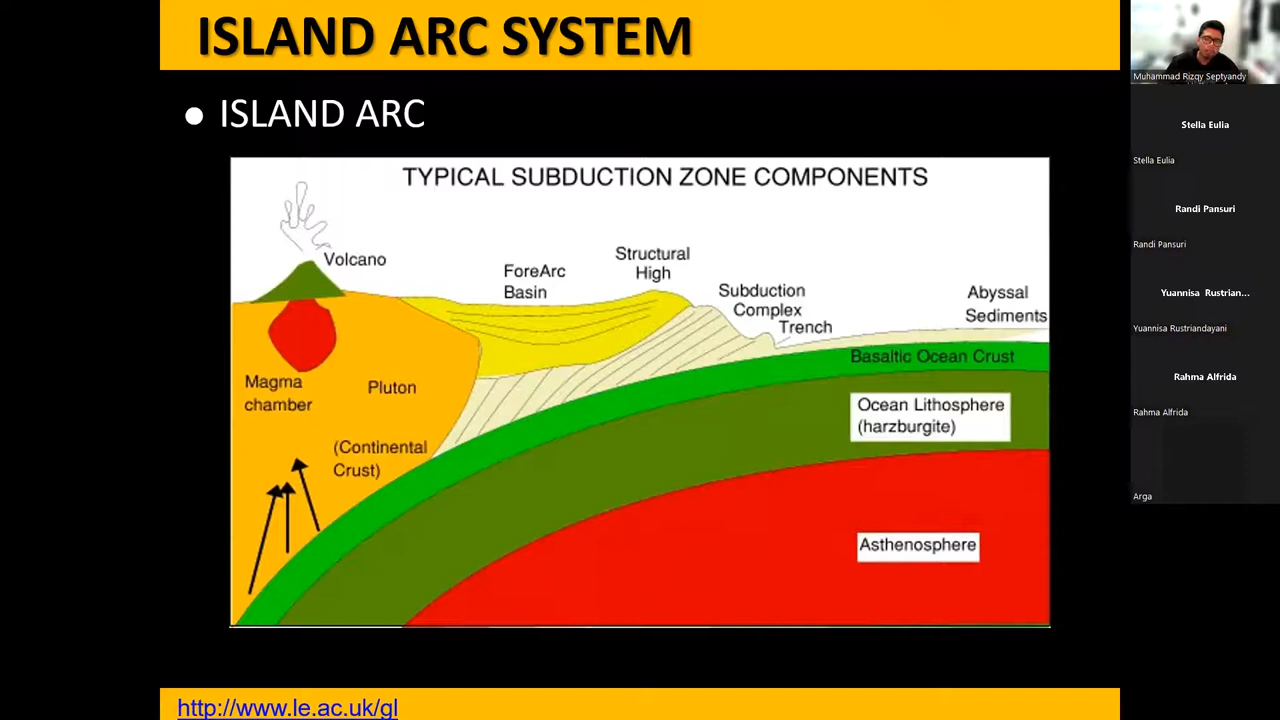 ISLAND ARC SYSTEM
● ISLAND ARC
TYPICAL SUBDUCTION ZONE COMPONENTS
Volcano
ForeArc
Basin
Structural
High
Subduction
Complex
Trench
Abyssal
Sediments
Basaltic Ocean Crust
Magma
chamber
Pluton
Ocean Lithosphere
(harzburgite)
(Continental
Crust)
Asthenosphere
http://www.le.ac.uk/gl
Muhammad Rizqy Septyandy
Stella Eulia
Stella Eulia
Randi Pansuri
Randi Pansuri
Yuannisa Rustrian...
Yuannisa Rustriandayani
Rahma Alfrida
Rahma Alfrida
Arga